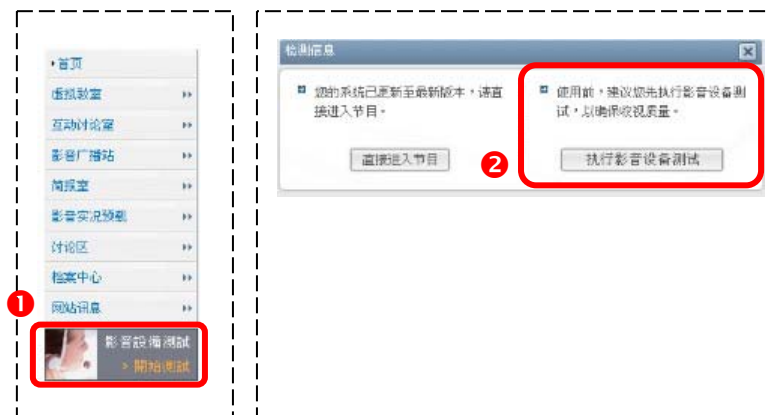 首页
虚拟教室
互动讨论室
影音广播站
简报室
影音实况预览
讨论区
档案中心
网站讯息
影音設備測試
> 開始測試
1
检测信息
您的系统已更新至最新版本，请直
接进入节目。
直接进入节目
2
使用前，建议您先执行影音设备测
试，以确保收视质量。
执行影音设备测试